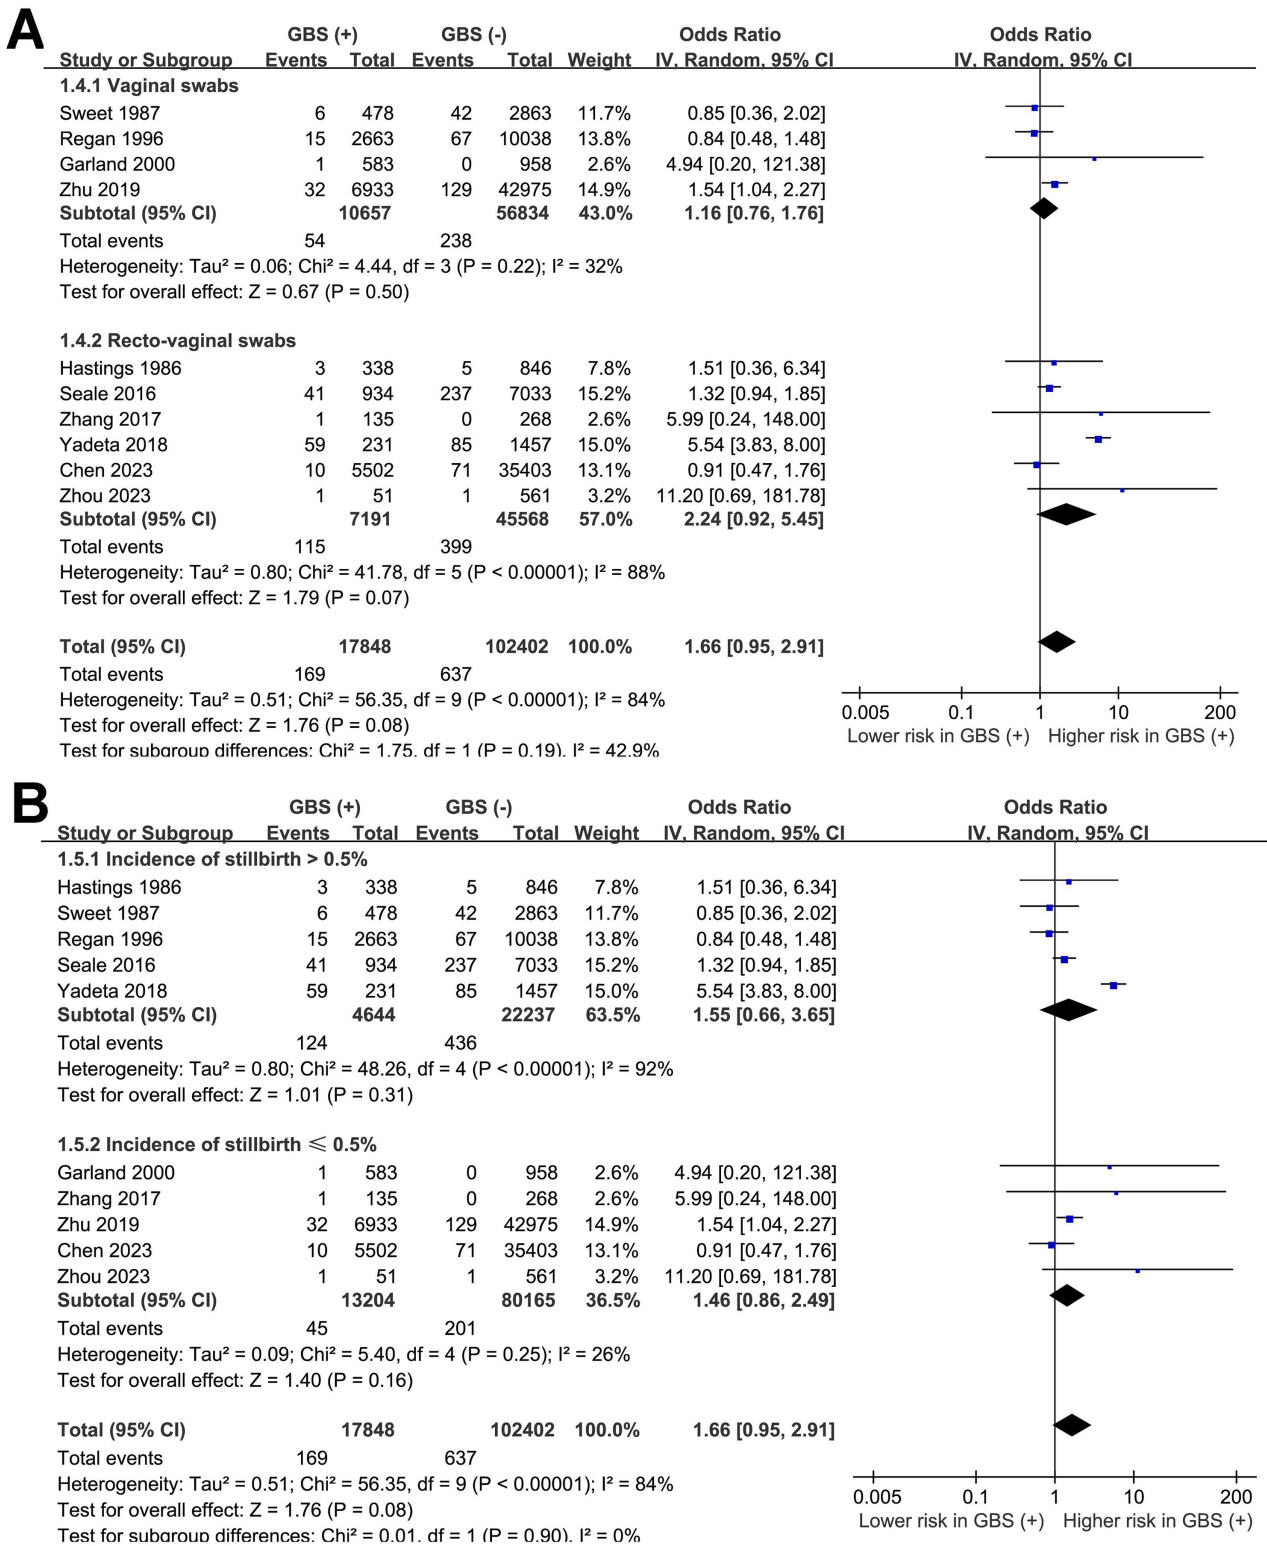 A
GBS (+) GBS (-) Odds Ratio Odds Ratio
Study or Subgroup Events Total Events Total Weight IV, Random, 95% CI IV, Random, 95% CI
1.4.1 Vaginal swabs
Sweet 1987 6 478 42 2863 11.7% 0.85 [0.36, 2.02]
Regan 1996 15 2663 67 10038 13.8% 0.84 [0.48, 1.48]
Garland 2000 1 583 0 958 2.6% 4.94 [0.20, 121.38]
Zhu 2019 32 6933 129 42975 14.9% 1.54 [1.04, 2.27]
Subtotal (95% CI) 10657 56834 43.0% 1.16 [0.76, 1.76]
Total events 54 238
Heterogeneity: Tau² = 0.06; Chi² = 4.44, df = 3 (P = 0.22); I² = 32%
Test for overall effect: Z = 0.67 (P = 0.50)
1.4.2 Recto-vaginal swabs
Hastings 1986 3 338 5 846 7.8% 1.51 [0.36, 6.34]
Seale 2016 41 934 237 7033 15.2% 1.32 [0.94, 1.85]
Zhang 2017 1 135 0 268 2.6% 5.99 [0.24, 148.00]
Yadeta 2018 59 231 85 1457 15.0% 5.54 [3.83, 8.00]
Chen 2023 10 5502 71 35403 13.1% 0.91 [0.47, 1.76]
Zhou 2023 1 51 1 561 3.2% 11.20 [0.69, 181.78]
Subtotal (95% CI) 7191 45568 57.0% 2.24 [0.92, 5.45]
Total events 115 399
Heterogeneity: Tau² = 0.80; Chi² = 41.78, df = 5 (P < 0.00001); I² = 88%
Test for overall effect: Z = 1.79 (P = 0.07)
Total (95% CI) 17848 102402 100.0% 1.66 [0.95, 2.91]
Total events 169 637
Heterogeneity: Tau² = 0.51; Chi² = 56.35, df = 9 (P < 0.00001); I² = 84%
Test for overall effect: Z = 1.76 (P = 0.08)
Test for subgroup differences: Chi² = 1.75, df = 1 (P = 0.19), I² = 42.9%
0.005 0.1 1 10 200
Lower risk in GBS (+) Higher risk in GBS (+)
B
GBS (+) GBS (-) Odds Ratio Odds Ratio
Study or Subgroup Events Total Events Total Weight IV, Random, 95% CI IV, Random, 95% CI
1.5.1 Incidence of stillbirth > 0.5%
Hastings 1986 3 338 5 846 7.8% 1.51 [0.36, 6.34]
Sweet 1987 6 478 42 2863 11.7% 0.85 [0.36, 2.02]
Regan 1996 15 2663 67 10038 13.8% 0.84 [0.48, 1.48]
Seale 2016 41 934 237 7033 15.2% 1.32 [0.94, 1.85]
Yadeta 2018 59 231 85 1457 15.0% 5.54 [3.83, 8.00]
Subtotal (95% CI) 4644 22237 63.5% 1.55 [0.66, 3.65]
Total events 124 436
Heterogeneity: Tau² = 0.80; Chi² = 48.26, df = 4 (P < 0.00001); I² = 92%
Test for overall effect: Z = 1.01 (P = 0.31)
1.5.2 Incidence of stillbirth ≤ 0.5%
Garland 2000 1 583 0 958 2.6% 4.94 [0.20, 121.38]
Zhang 2017 1 135 0 268 2.6% 5.99 [0.24, 148.00]
Zhu 2019 32 6933 129 42975 14.9% 1.54 [1.04, 2.27]
Chen 2023 10 5502 71 35403 13.1% 0.91 [0.47, 1.76]
Zhou 2023 1 51 1 561 3.2% 11.20 [0.69, 181.78]
Subtotal (95% CI) 13204 80165 36.5% 1.46 [0.86, 2.49]
Total events 45 201
Heterogeneity: Tau² = 0.09; Chi² = 5.40, df = 4 (P = 0.25); I² = 26%
Test for overall effect: Z = 1.40 (P = 0.16)
Total (95% CI) 17848 102402 100.0% 1.66 [0.95, 2.91]
Total events 169 637
Heterogeneity: Tau² = 0.51; Chi² = 56.35, df = 9 (P < 0.00001); I² = 84%
Test for overall effect: Z = 1.76 (P = 0.08)
Test for subgroup differences: Chi² = 0.01, df = 1 (P = 0.90), I² = 0%
0.005 0.1 1 10 200
Lower risk in GBS (+) Higher risk in GBS (+)